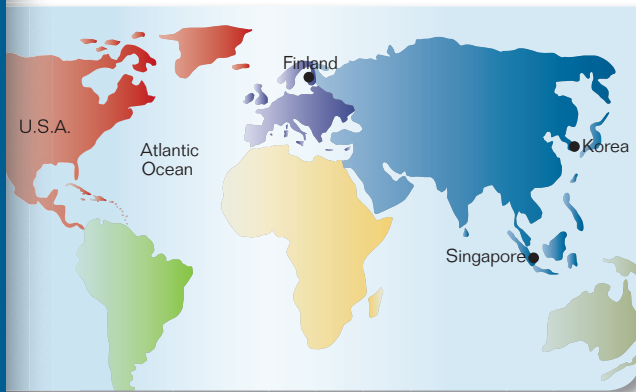 Finland
U.S.A.
Atlantic
Ocean
Korea
Singapore